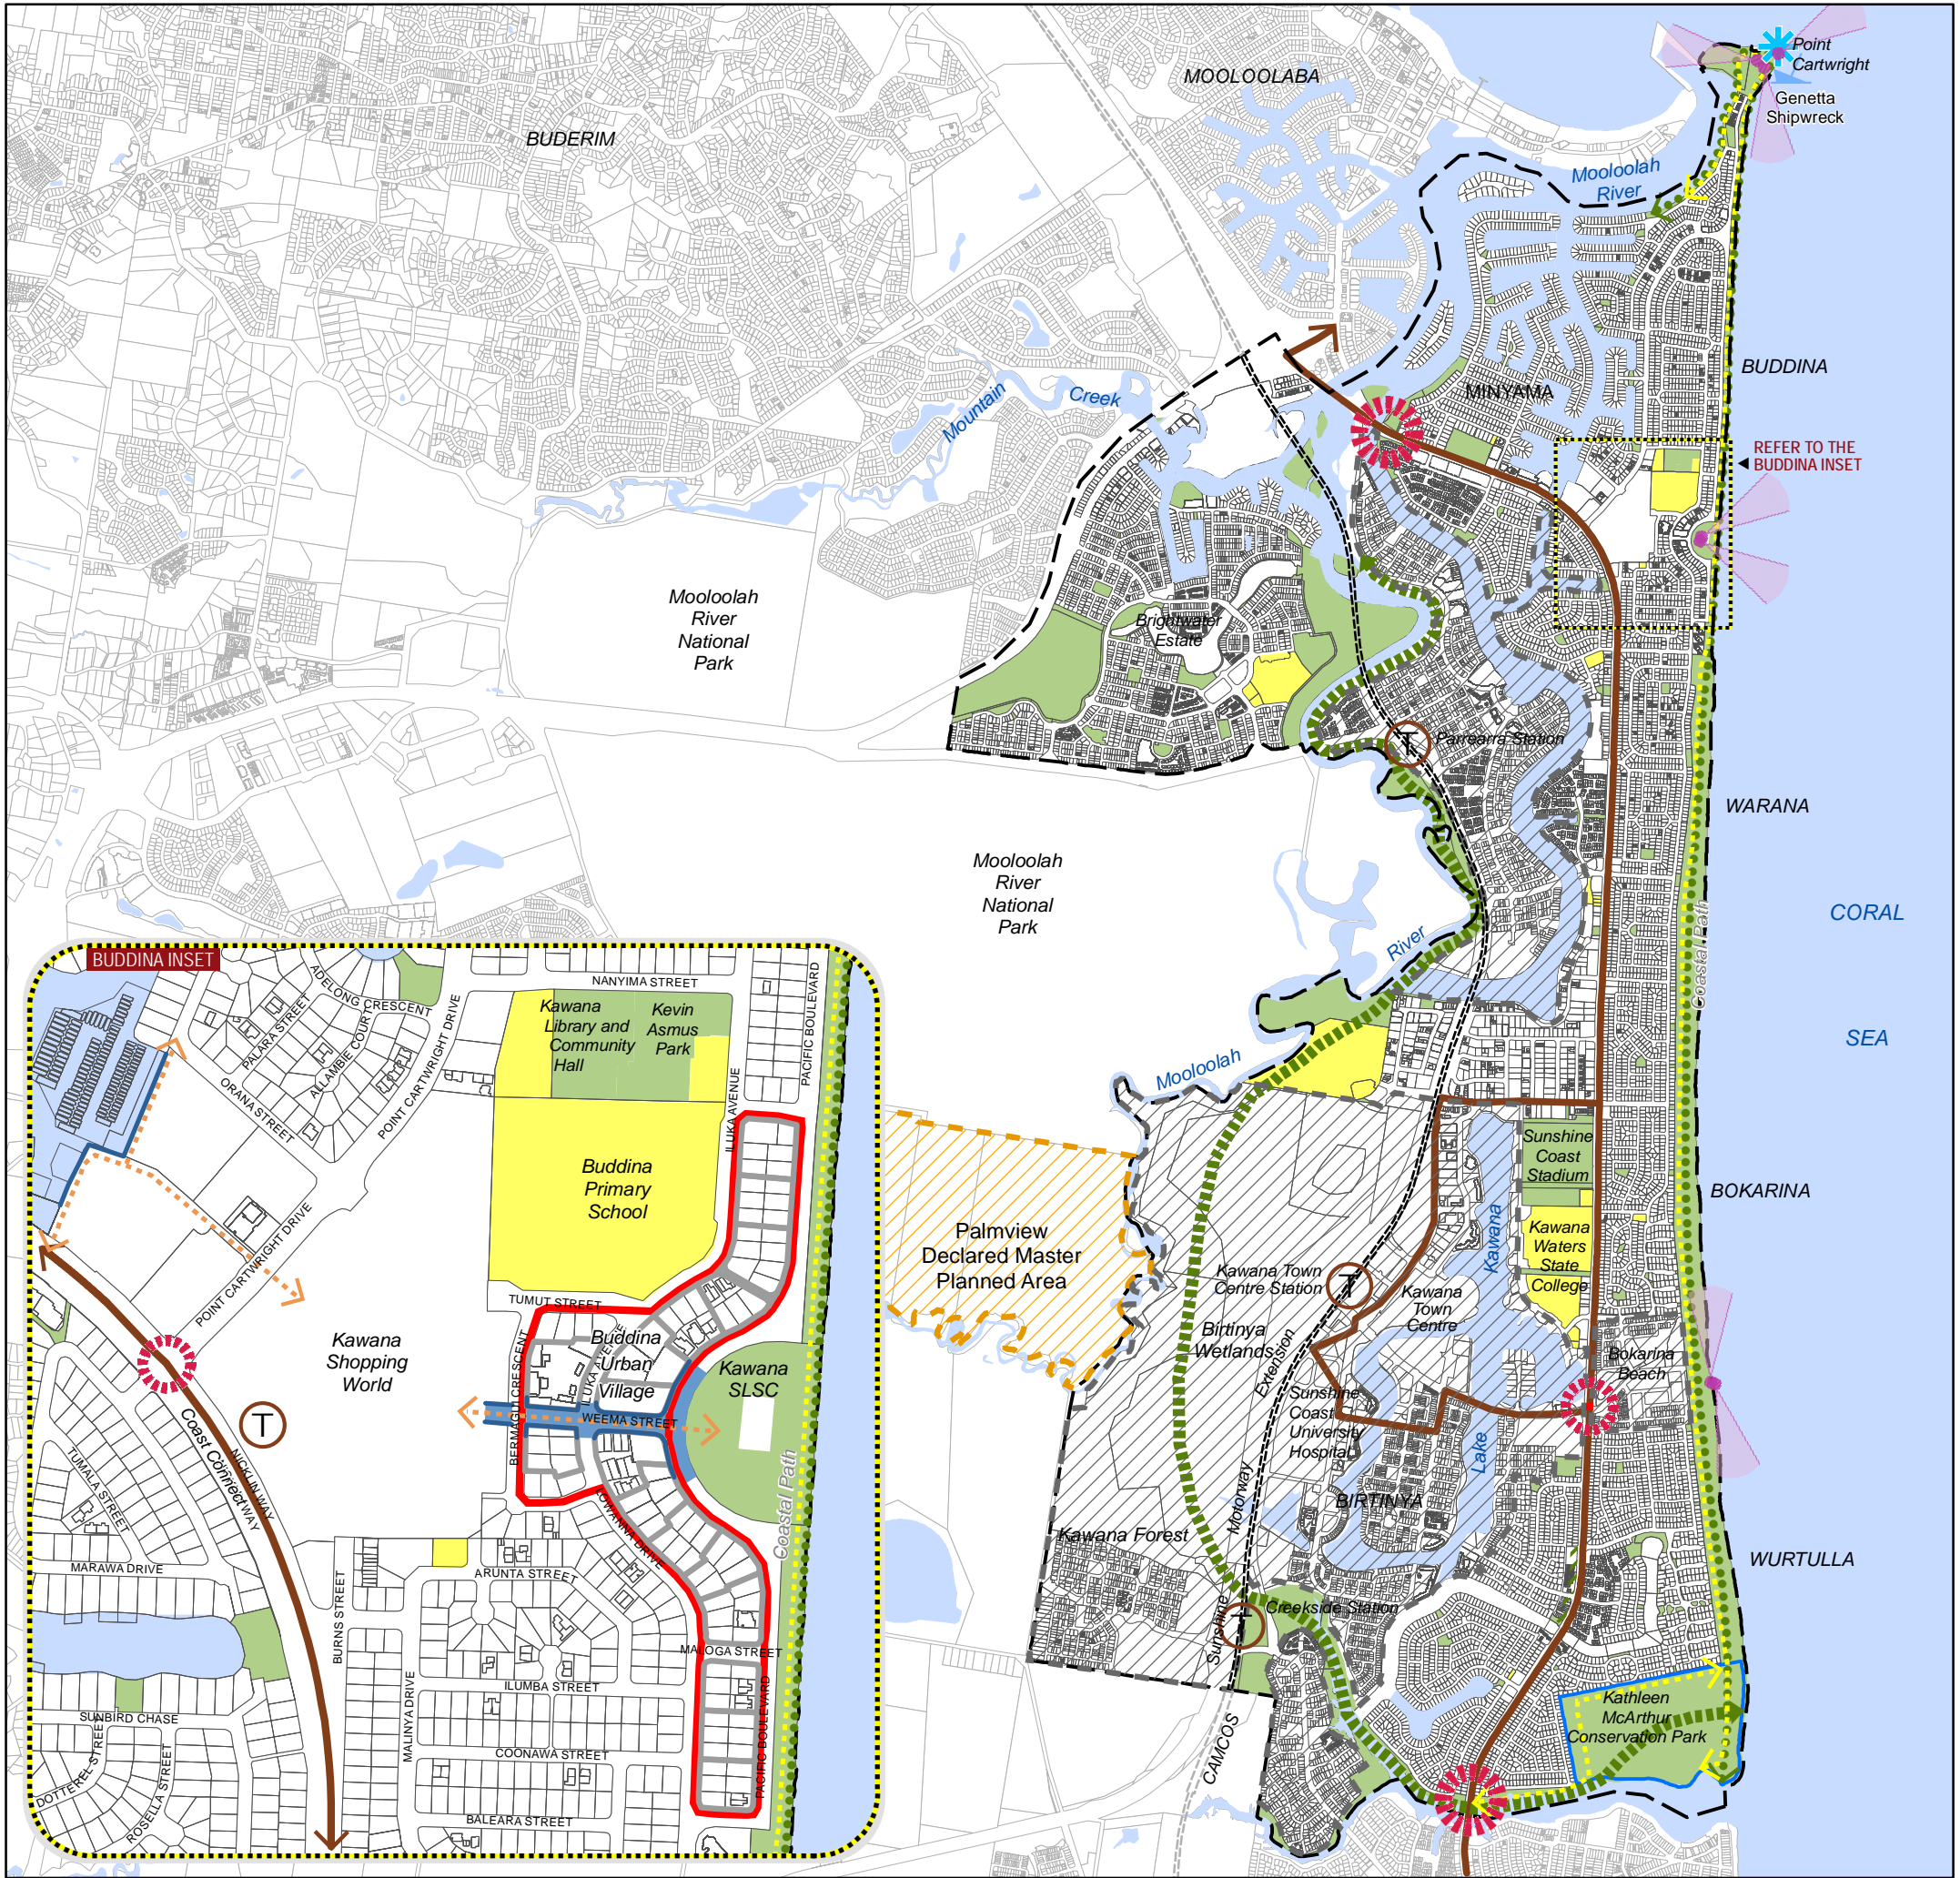 MOOLOOLABA
Point
Cartwright
Genetta
Shipwreck
BUDERIM
Mooloolah
River
BUDDINA
Mountain
Creek
MINYAMA
REFER TO THE
BUDDINA INSET
Mooloolah
River
National
Park
Brightwater
Estate
T
Parrearra Station
WARANA
Mooloolah
River
National
Park
CORAL
SEA
Coastal Path
River
Mooloolah
Sunshine
Coast
Stadium
BOKARINA
Kawana
Waters
State
College
Palmview
Declared Master
Planned Area
Kawana Town
Centre Station
T
Kawana
Kawana
Town
Centre
Birtinya
Wetlands
Bokarina
Beach
Extension
Sunshine
Coast
University
Hospital
Lake
BIRTINYA
Motorway
Kawana Forest
WURTULLA
Sunshine
Creekside Station
T
CAMCOS
Kathleen
McArthur
Conservation Park
BUDDINA INSET
NANYIMA STREET
PACIFIC BOULEVARD
ADELONG CRESCENT
PALARA STREET
ALLAMBIE COURT
POINT CARTWRIGHT DRIVE
ORANA STREET
Kawana
Library and
Community
Hall
Kevin
Asmus
Park
ILUKA AVENUE
Buddina
Primary
School
POINT CARTWRIGHT DRIVE
TUMUT STREET
Kawana
Shopping
World
BERMAGUI CRESCENT
ILUKA AVENUE
Buddina
Urban
Village
Kawana
SLSC
WEEMA STREET
T
Coast Connect
NICKLIN WAY
WAY
TUMALA STREET
LOWANNA DRIVE
Coastal Path
MARAWA DRIVE
ARUNTA STREET
BURNS STREET
MALOGA STREET
MALINYA DRIVE
ILUMBA STREET
PACIFIC BOULEVARD
SUNBIRD CHASE
COONAWA STREET
DOTTEREL STREET
ROSELLA STREET
BALEARA STREET